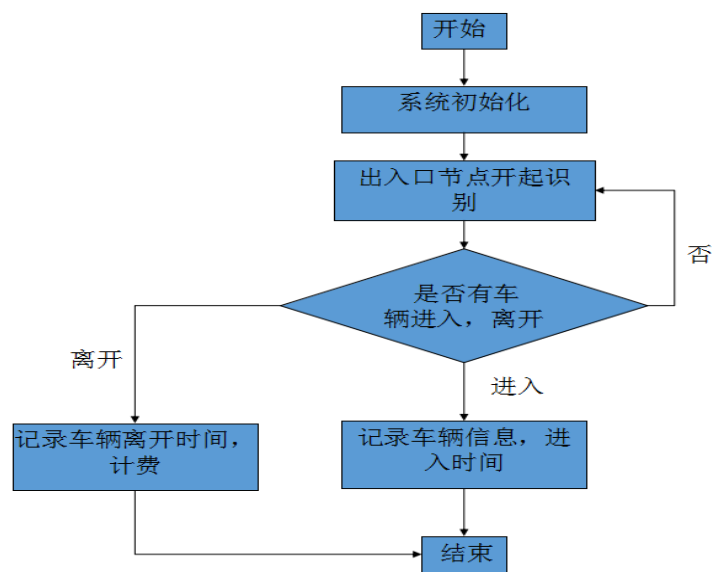 开始
系统初始化
出入口节点开起识
别
否
是否有车
辆进入，离开
离开
进入
记录车辆离开时间，
计费
记录车辆信息，进
入时间
结束